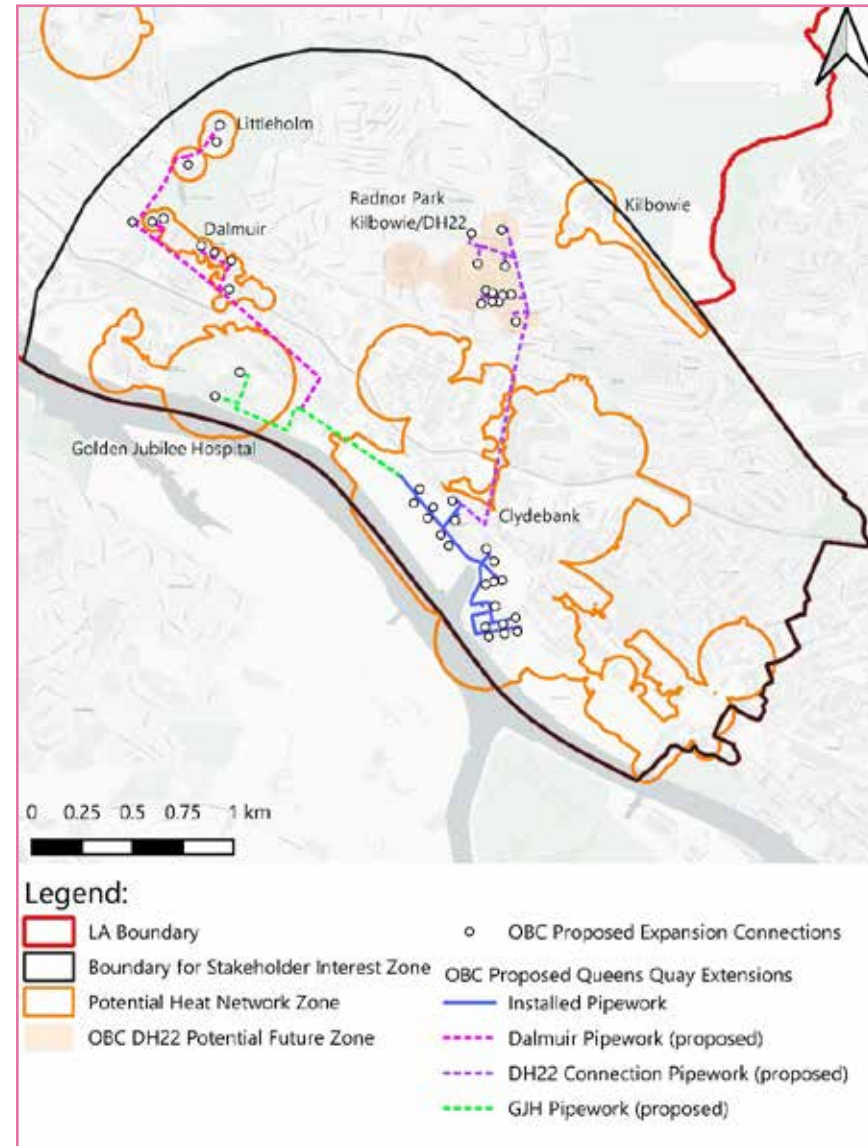 Littleholm
Radnor Park
Kilbowie/DH22
Kilbowie
Dalmuir
Golden Jubilee Hospital
Clydebank
0 0.25 0.5 0.75 1 km
Legend:
LA Boundary
Boundary for Stakeholder Interest Zone
Potential Heat Network Zone
OBC DH22 Potential Future Zone
OBC Proposed Expansion Connections
OBC Proposed Queens Quay Extensions
Installed Pipework
Dalmuir Pipework (proposed)
DH22 Connection Pipework (proposed)
GJH Pipework (proposed)